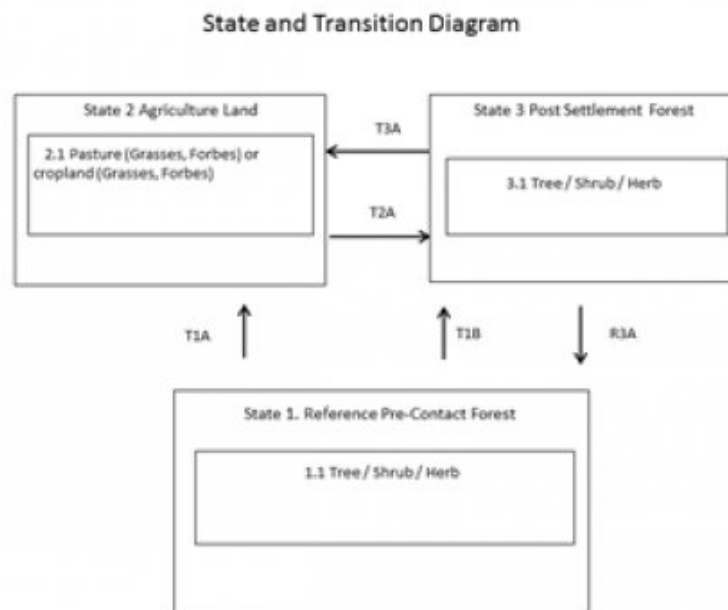 State and Transition Diagram
State 2 Agriculture Land
State 3 Post Settlement Forest
T3A
2.1 Pasture (Grasses, Forbes) or
cropland (Grasses, Forbes)
3.1 Tree / Shrub / Herb
T2A
T1A
T1B
R3A
State 1. Reference Pre-Contact Forest
1.1 Tree / Shrub / Herb